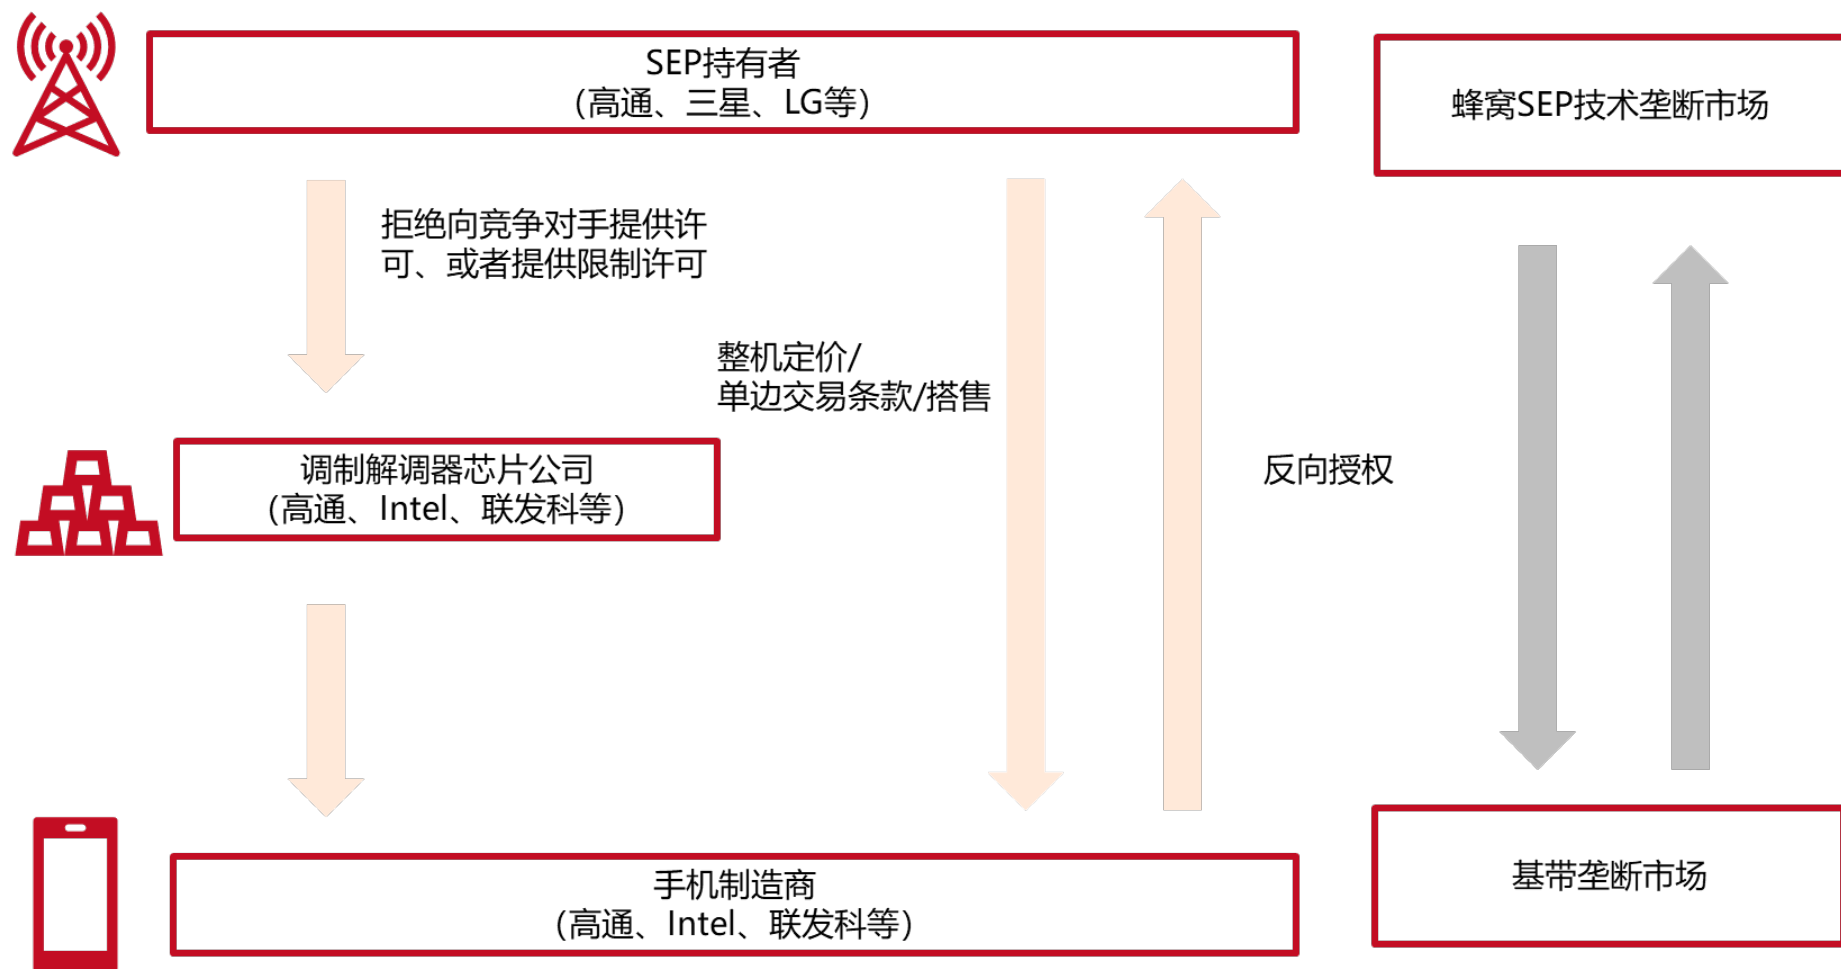 SEP持有者
（高通、三星、LG等）
蜂窝SEP技术垄断市场
拒绝向竞争对手提供许
可、或者提供限制许可
整机定价/
单边交易条款/搭售
反向授权
调制解调器芯片公司
（高通、Intel、联发科等）
手机制造商
（高通、Intel、联发科等）
基带垄断市场